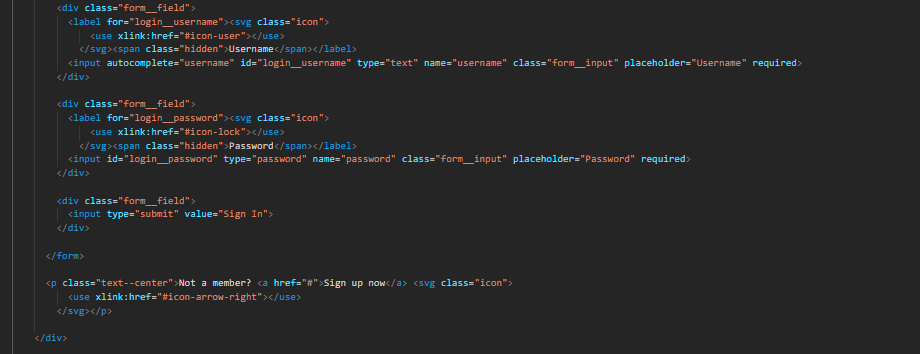 <div class="form__field">
<label for="login__username"><svg class="icon">
<use xlink:href="#icon-user"></use>
</svg><span class="hidden">Username</span></label>
<input autocomplete="username" id="login__username" type="text" name="username" class="form__input" placeholder="Username" required>
</div>
<div class="form__field">
<label for="login__password"><svg class="icon">
<use xlink:href="#icon-lock"></use>
</svg><span class="hidden">Password</span></label>
<input id="login__password" type="password" name="password" class="form__input" placeholder="Password" required>
</div>
<div class="form__field">
<input type="submit" value="Sign In">
</div>
</form>
<p class="text--center">Not a member? <a href="#">Sign up now</a> <svg class="icon">
<use xlink:href="#icon-arrow-right"></use>
</svg></p>
</div>